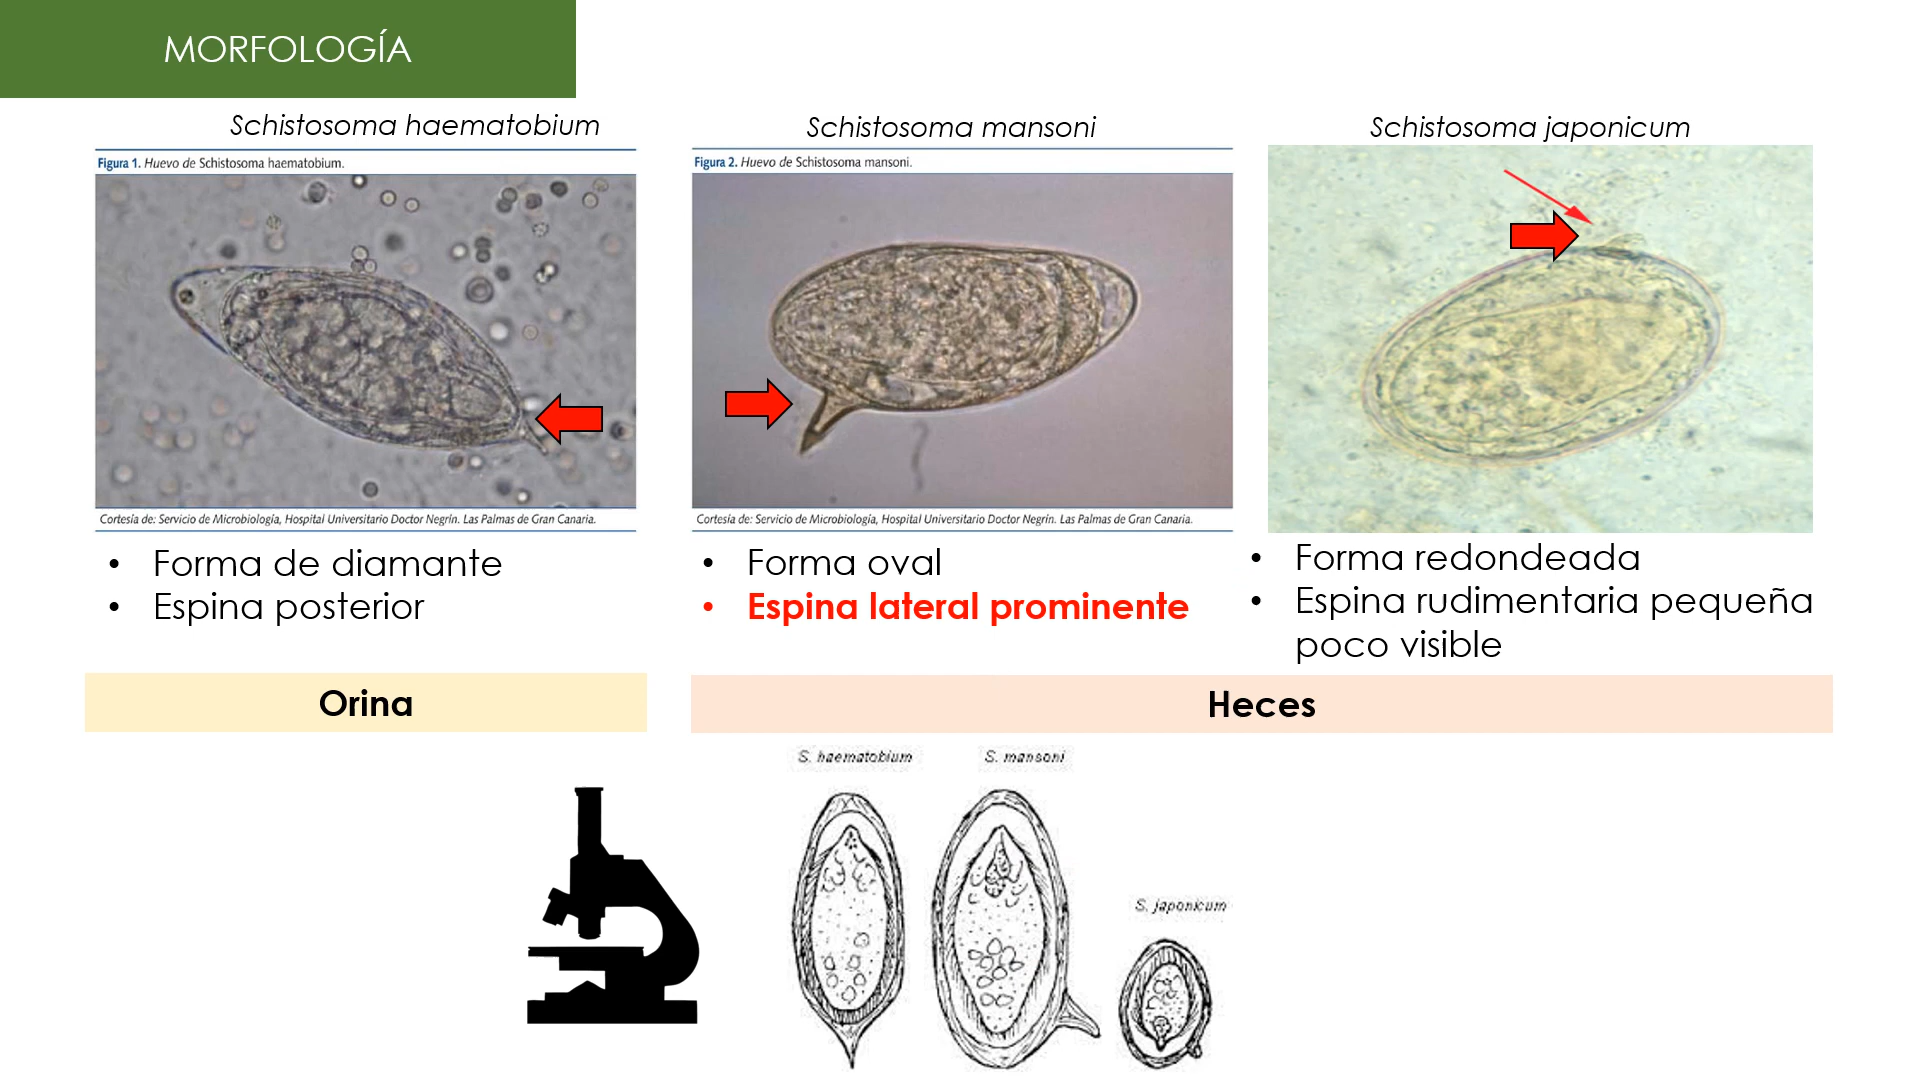 MORFOLOGÍA
Schistosoma haematobium
Figura 1. Huevo de Schistosoma haematobium.
Cortesía de: Servicio de Microbiología, Hospital Universitario Doctor Negrín. Las Palmas de Gran Canaria.
• Forma de diamante
• Espina posterior
Orina
Schistosoma mansoni
Figura 2. Huevo de Schistosoma mansoni.
Cortesía de: Servicio de Microbiología, Hospital Universitario Doctor Negrín. Las Palmas de Gran Canaria.
• Forma oval
• Espina lateral prominente
Schistosoma japonicum
• Forma redondeada
• Espina rudimentaria pequeña
poco visible
Heces
S. haematobium
S. mansoni
S. japonicum